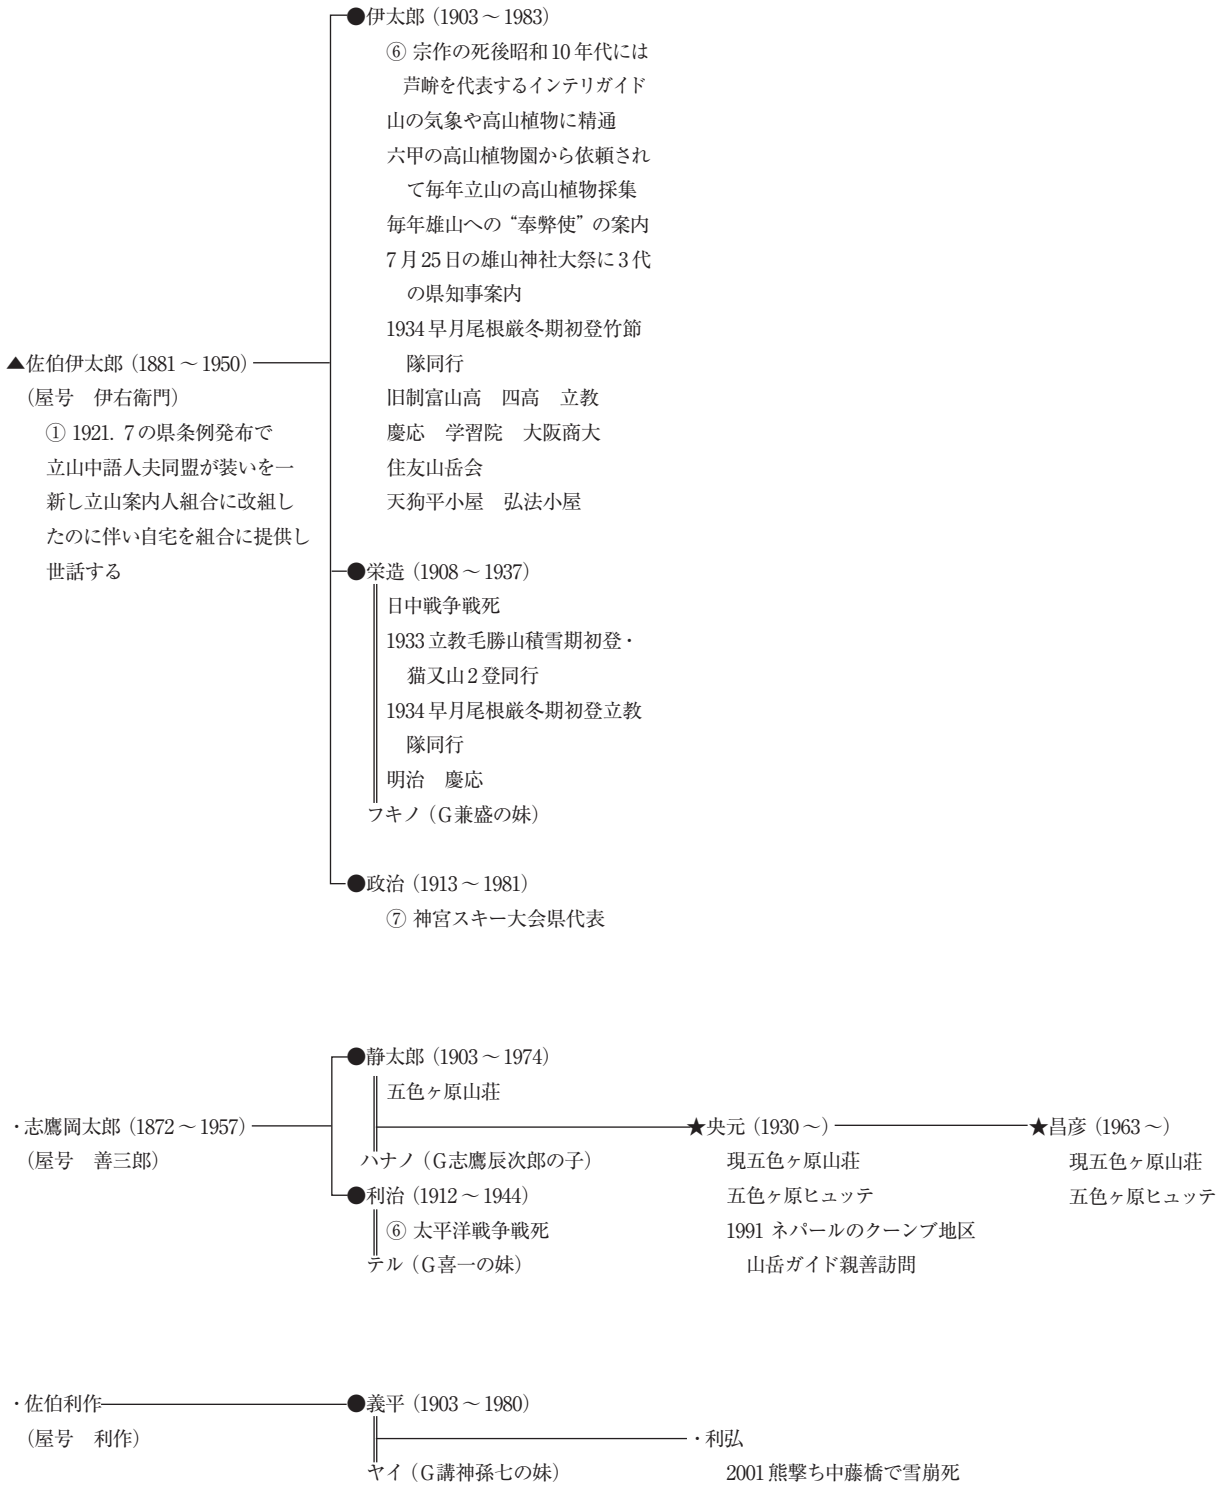 ●伊太郎（1903～1983）
⑥ 宗作の死後昭和10年代には
芦峅を代表するインテリガイド
山の気象や高山植物に精通
六甲の高山植物園から依頼され
て毎年立山の高山植物採集
毎年雄山への“奉弊使”の案内
7月25日の雄山神社大祭に3代
の県知事案内
1934早月尾根厳冬期初登竹節
隊同行
旧制富山高　四高　立教
慶応　学習院　大阪商大
住友山岳会
天狗平小屋　弘法小屋
▲佐伯伊太郎（1881～1950）
（屋号　伊右衛門）
① 1921. 7の県条例発布で
立山中語人夫同盟が装いを一
新し立山案内人組合に改組し
たのに伴い自宅を組合に提供し
世話する
●栄造（1908～1937）
日中戦争戦死
1933立教毛勝山積雪期初登・
猫又山2登同行
1934早月尾根厳冬期初登立教
隊同行
明治　慶応
フキノ（G兼盛の妹）
●政治（1913～1981）
⑦ 神宮スキー大会県代表
●静太郎（1903～1974）
五色ヶ原山荘
・志鷹岡太郎（1872～1957）
（屋号　善三郎）
ハナノ（G志鷹辰次郎の子）
●利治（1912～1944）
⑥ 太平洋戦争戦死
テル（G喜一の妹）
★央元（1930～）
現五色ヶ原山荘
五色ヶ原ヒュッテ
1991 ネパールのクーンブ地区
山岳ガイド親善訪問
★昌彦（1963～）
現五色ヶ原山荘
五色ヶ原ヒュッテ
・佐伯利作
（屋号　利作）
●義平（1903～1980）
ヤイ（G講神孫七の妹）
・利弘
2001熊撃ち中藤橋で雪崩死